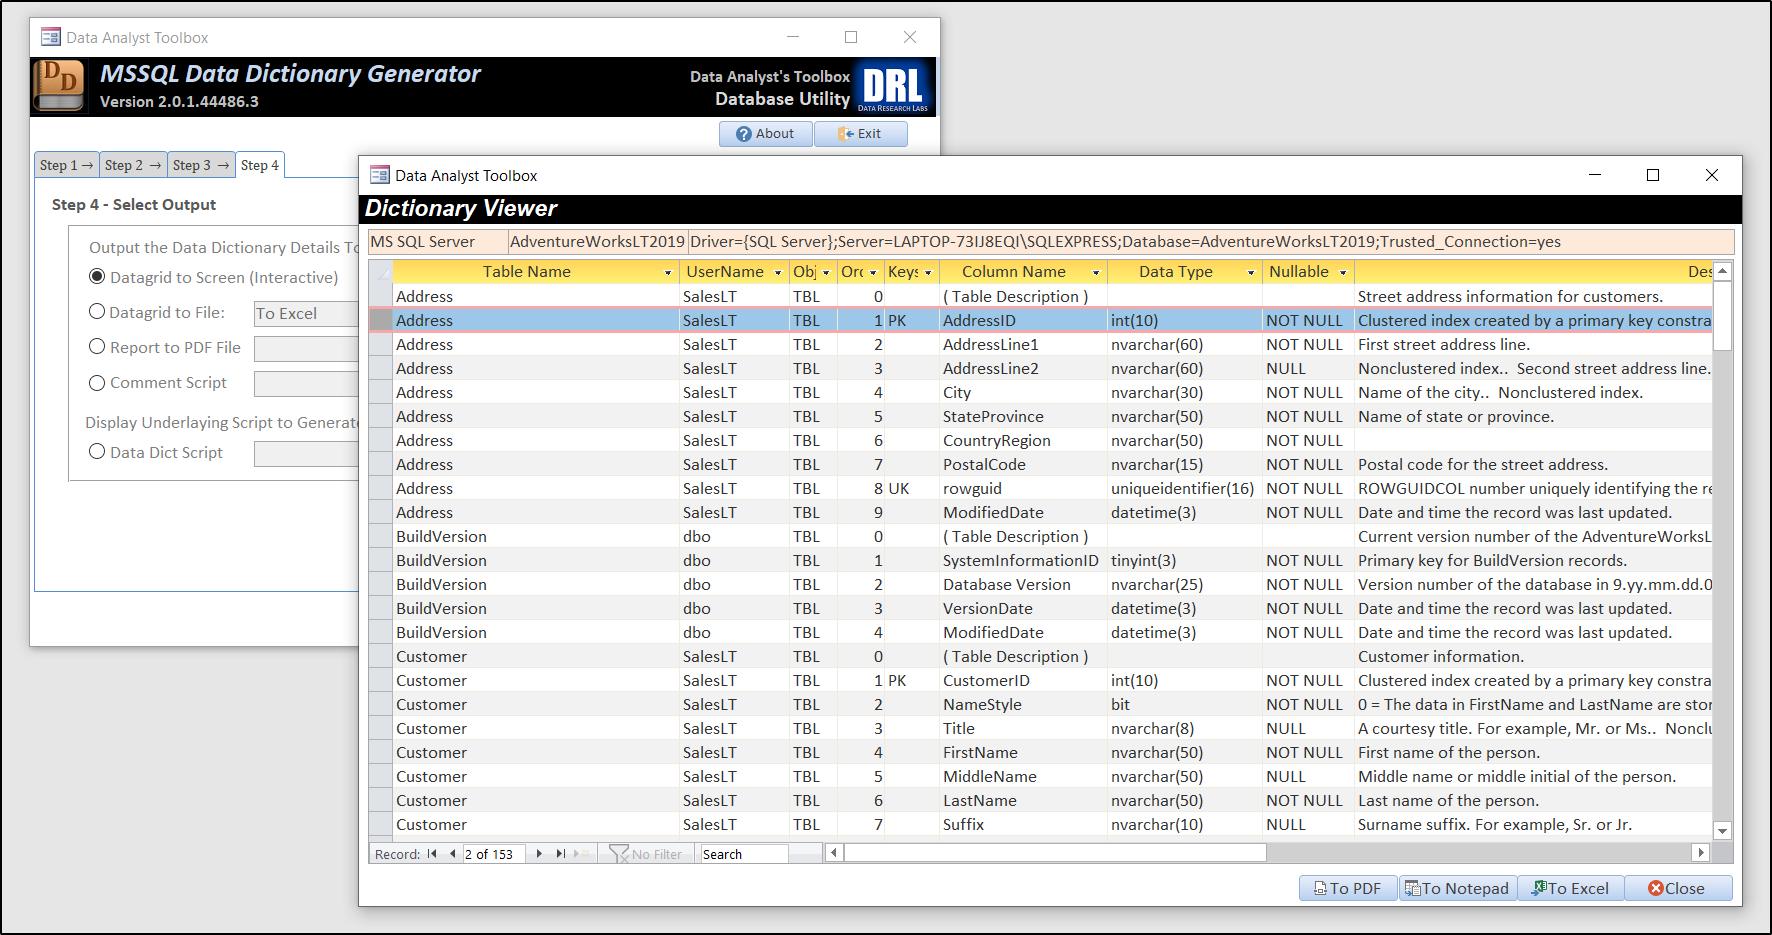 Data Analyst Toolbox
DD
MSSQL Data Dictionary Generator
Version 2.0.1.44486.3
Data Analyst's Toolbox
Database Utility
DRL
DATA RESEARCH LABS
About
Exit
Step 1 → Step 2 → Step 3 → Step 4
Step 4 - Select Output
Output the Data Dictionary Details To
Datagrid to Screen (Interactive)
Datagrid to File: To Excel
Report to PDF File
Comment Script
Display Underlaying Script to Generate
Data Dict Script
Data Analyst Toolbox
Dictionary Viewer
MS SQL Server AdventureWorksLT2019 Driver={SQL Server};Server=LAPTOP-73IJ8EQI\SQLEXPRESS;Database=AdventureWorksLT2019;Trusted_Connection=yes
Table Name UserName Obj Ord Keys Column Name Data Type Nullable Des
Address SalesLT TBL 0 ( Table Description ) Street address information for customers.
Address SalesLT TBL 1 PK AddressID int(10) NOT NULL Clustered index created by a primary key constra
Address SalesLT TBL 2 AddressLine1 nvarchar(60) NOT NULL First street address line.
Address SalesLT TBL 3 AddressLine2 nvarchar(60) NULL Nonclustered index.. Second street address line.
Address SalesLT TBL 4 City nvarchar(30) NOT NULL Name of the city.. Nonclustered index.
Address SalesLT TBL 5 StateProvince nvarchar(50) NOT NULL Name of state or province.
Address SalesLT TBL 6 CountryRegion nvarchar(50) NOT NULL
Address SalesLT TBL 7 PostalCode nvarchar(15) NOT NULL Postal code for the street address.
Address SalesLT TBL 8 UK rowguid uniqueidentifier(16) NOT NULL ROWGUIDCOL number uniquely identifying the re
Address SalesLT TBL 9 ModifiedDate datetime(3) NOT NULL Date and time the record was last updated.
BuildVersion dbo TBL 0 ( Table Description ) Current version number of the AdventureWorksL
BuildVersion dbo TBL 1 SystemInformationID tinyint(3) NOT NULL Primary key for BuildVersion records.
BuildVersion dbo TBL 2 Database Version nvarchar(25) NOT NULL Version number of the database in 9.yy.mm.dd.0
BuildVersion dbo TBL 3 VersionDate datetime(3) NOT NULL Date and time the record was last updated.
BuildVersion dbo TBL 4 ModifiedDate datetime(3) NOT NULL Date and time the record was last updated.
Customer SalesLT TBL 0 ( Table Description ) Customer information.
Customer SalesLT TBL 1 PK CustomerID int(10) NOT NULL Clustered index created by a primary key constra
Customer SalesLT TBL 2 NameStyle bit NOT NULL 0 = The data in FirstName and LastName are stor
Customer SalesLT TBL 3 Title nvarchar(8) NULL A courtesy title. For example, Mr. or Ms.. Nonclu
Customer SalesLT TBL 4 FirstName nvarchar(50) NOT NULL First name of the person.
Customer SalesLT TBL 5 MiddleName nvarchar(50) NULL Middle name or middle initial of the person.
Customer SalesLT TBL 6 LastName nvarchar(50) NOT NULL Last name of the person.
Customer SalesLT TBL 7 Suffix nvarchar(10) NULL Surname suffix. For example, Sr. or Jr.
Record: 2 of 153 No Filter Search
To PDF To Notepad To Excel Close